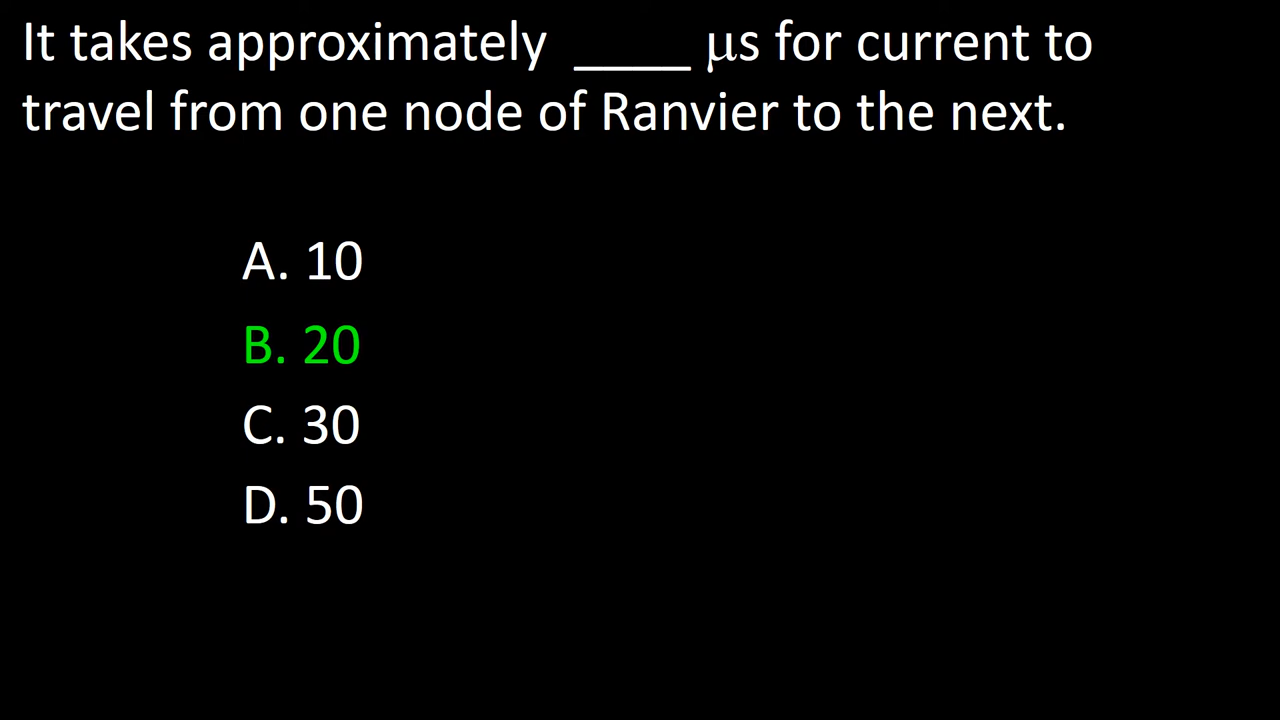 It takes approximately ____ μs for current to
travel from one node of Ranvier to the next.
A. 10
B. 20
C. 30
D. 50